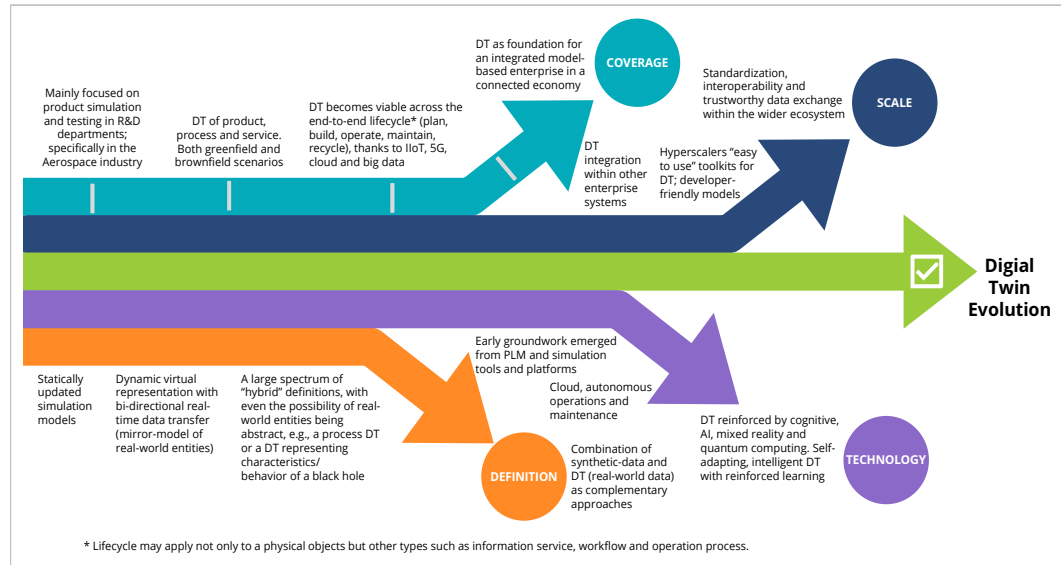 DT as foundation for
an integrated model-
based enterprise in a
connected economy
COVERAGE
Standardization,
interoperability and
trustworthy data exchange
within the wider ecosystem
SCALE
Mainly focused on
product simulation
and testing in R&D
departments;
specifically in the
Aerospace industry
DT of product,
process and service.
Both greenfield and
brownfield scenarios
DT becomes viable across the
end-to-end lifecycle* (plan,
build, operate, maintain,
recycle), thanks to IIoT, 5G,
cloud and big data
DT
integration
within other
enterprise
systems
Hyperscalers “easy
to use” toolkits for
DT; developer-
friendly models
Digial
Twin
Evolution
Early groundwork emerged
from PLM and simulation
tools and platforms
Cloud, autonomous
operations and
maintenance
DT reinforced by cognitive,
AI, mixed reality and
quantum computing. Self-
adapting, intelligent DT
with reinforced learning
TECHNOLOGY
Statically
updated
simulation
models
Dynamic virtual
representation with
bi-directional real-
time data transfer
(mirror-model of
real-world entities)
A large spectrum of
“hybrid” definitions, with
even the possibility of real-
world entities being
abstract, e.g., a process DT
or a DT representing
characteristics/
behavior of a black hole
DEFINITION
Combination of
synthetic-data and
DT (real-world data)
as complementary
approaches
* Lifecycle may apply not only to a physical objects but other types such as information service, workflow and operation process.